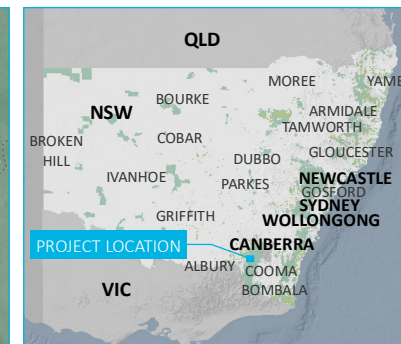 QLD
MOREE
YAMB
BOURKE
NSW
ARMIDALE
TAMWORTH
COBAR
BROKEN
HILL
GLOUCESTER
DUBBO
IVANHOE
PARKES
NEWCASTLE
GOSFORD
SYDNEY
GRIFFITH
WOLLONGONG
PROJECT LOCATION
CANBERRA
ALBURY
COOMA
VIC
BOMBALA